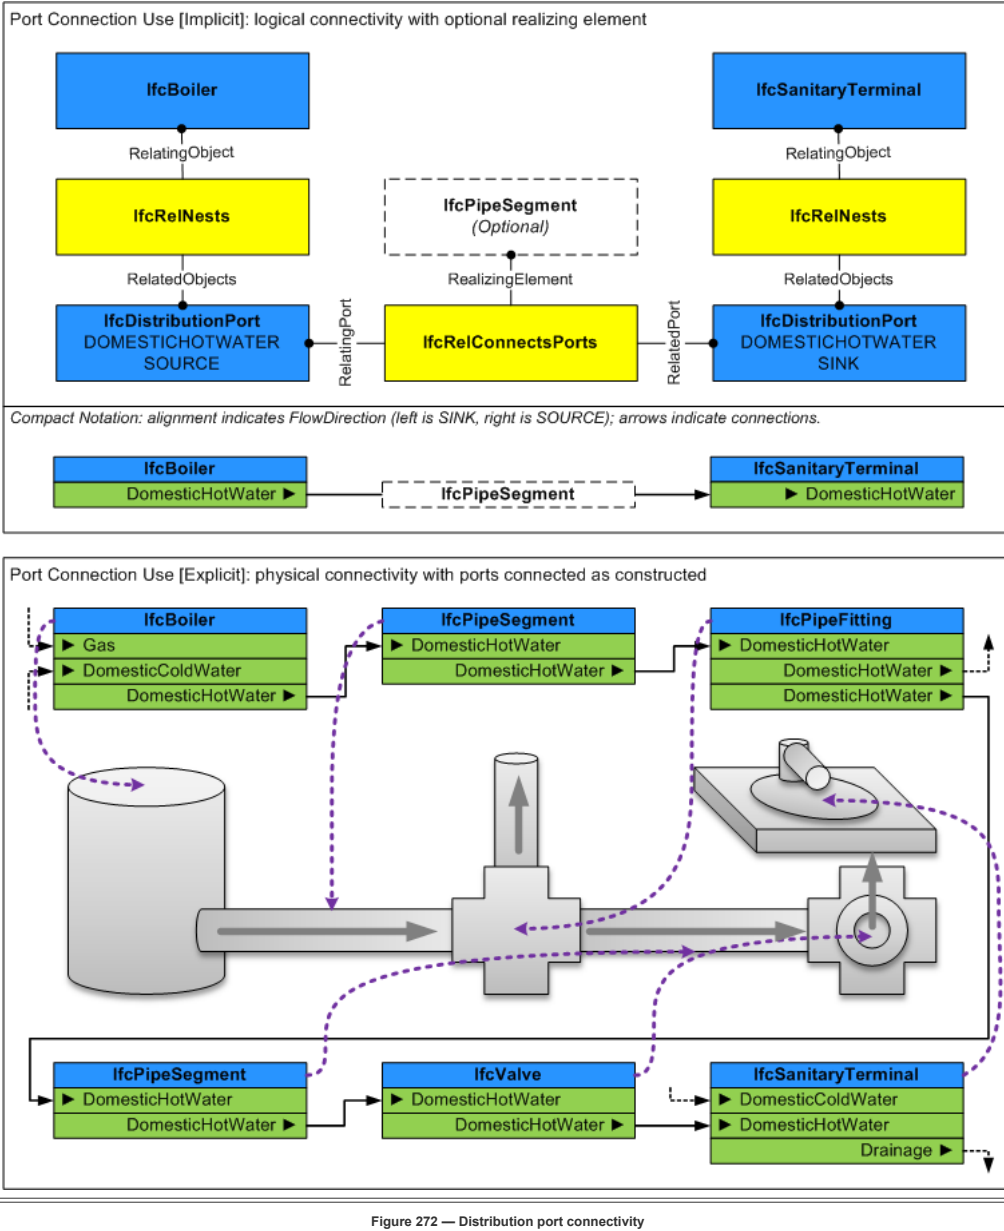 Port Connection Use [Implicit]: logical connectivity with optional realizing element
IfcBoiler
IfcSanitaryTerminal
RelatingObject
RelatingObject
IfcRelNests
IfcPipeSegment
(Optional)
IfcRelNests
RelatedObjects
RealizingElement
RelatedObjects
IfcDistributionPort
DOMESTICHOTWATER
SOURCE
RelatingPort
IfcRelConnectsPorts
RelatedPort
IfcDistributionPort
DOMESTICHOTWATER
SINK
Compact Notation: alignment indicates FlowDirection (left is SINK, right is SOURCE); arrows indicate connections.
IfcBoiler
DomesticHotWater ►
IfcPipeSegment
IfcSanitaryTerminal
► DomesticHotWater
Port Connection Use [Explicit]: physical connectivity with ports connected as constructed
IfcBoiler
► Gas
► DomesticColdWater
DomesticHotWater ►
IfcPipeSegment
► DomesticHotWater
DomesticHotWater ►
IfcPipeFitting
► DomesticHotWater
DomesticHotWater ►
DomesticHotWater ►
IfcPipeSegment
► DomesticHotWater
DomesticHotWater ►
IfcValve
► DomesticHotWater
DomesticHotWater ►
IfcSanitaryTerminal
► DomesticColdWater
► DomesticHotWater
Drainage ►
Figure 272 — Distribution port connectivity